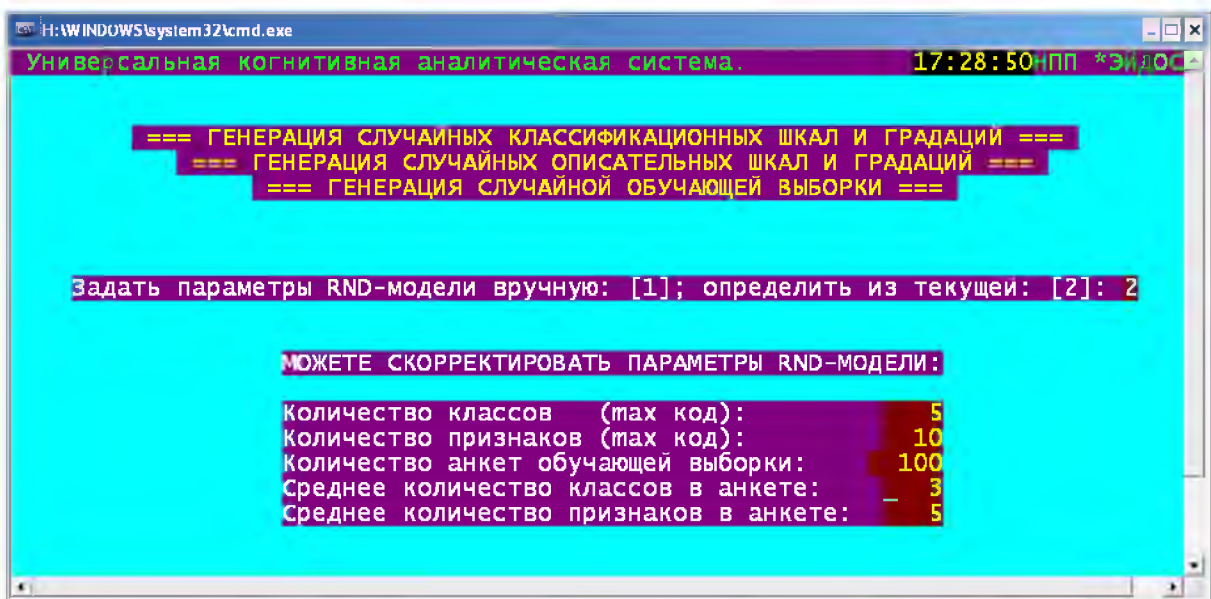 H:\WINDOWS\system32\cmd.exe
Универсальная когнитивная аналитическая система. 17:28:50 НПП *ЭЙДОС
=== ГЕНЕРАЦИЯ СЛУЧАЙНЫХ КЛАССИФИКАЦИОННЫХ ШКАЛ И ГРАДАЦИЙ ===
=== ГЕНЕРАЦИЯ СЛУЧАЙНЫХ ОПИСАТЕЛЬНЫХ ШКАЛ И ГРАДАЦИЙ ===
=== ГЕНЕРАЦИЯ СЛУЧАЙНОЙ ОБУЧАЮЩЕЙ ВЫБОРКИ ===
Задать параметры RND-модели вручную: [1]; определить из текущей: [2]: 2
МОЖЕТЕ СКОРРЕКТИРОВАТЬ ПАРАМЕТРЫ RND-МОДЕЛИ:
Количество классов (max код): 5
Количество признаков (max код): 10
Количество анкет обучающей выборки: 100
Среднее количество классов в анкете: _ 3
Среднее количество признаков в анкете: 5